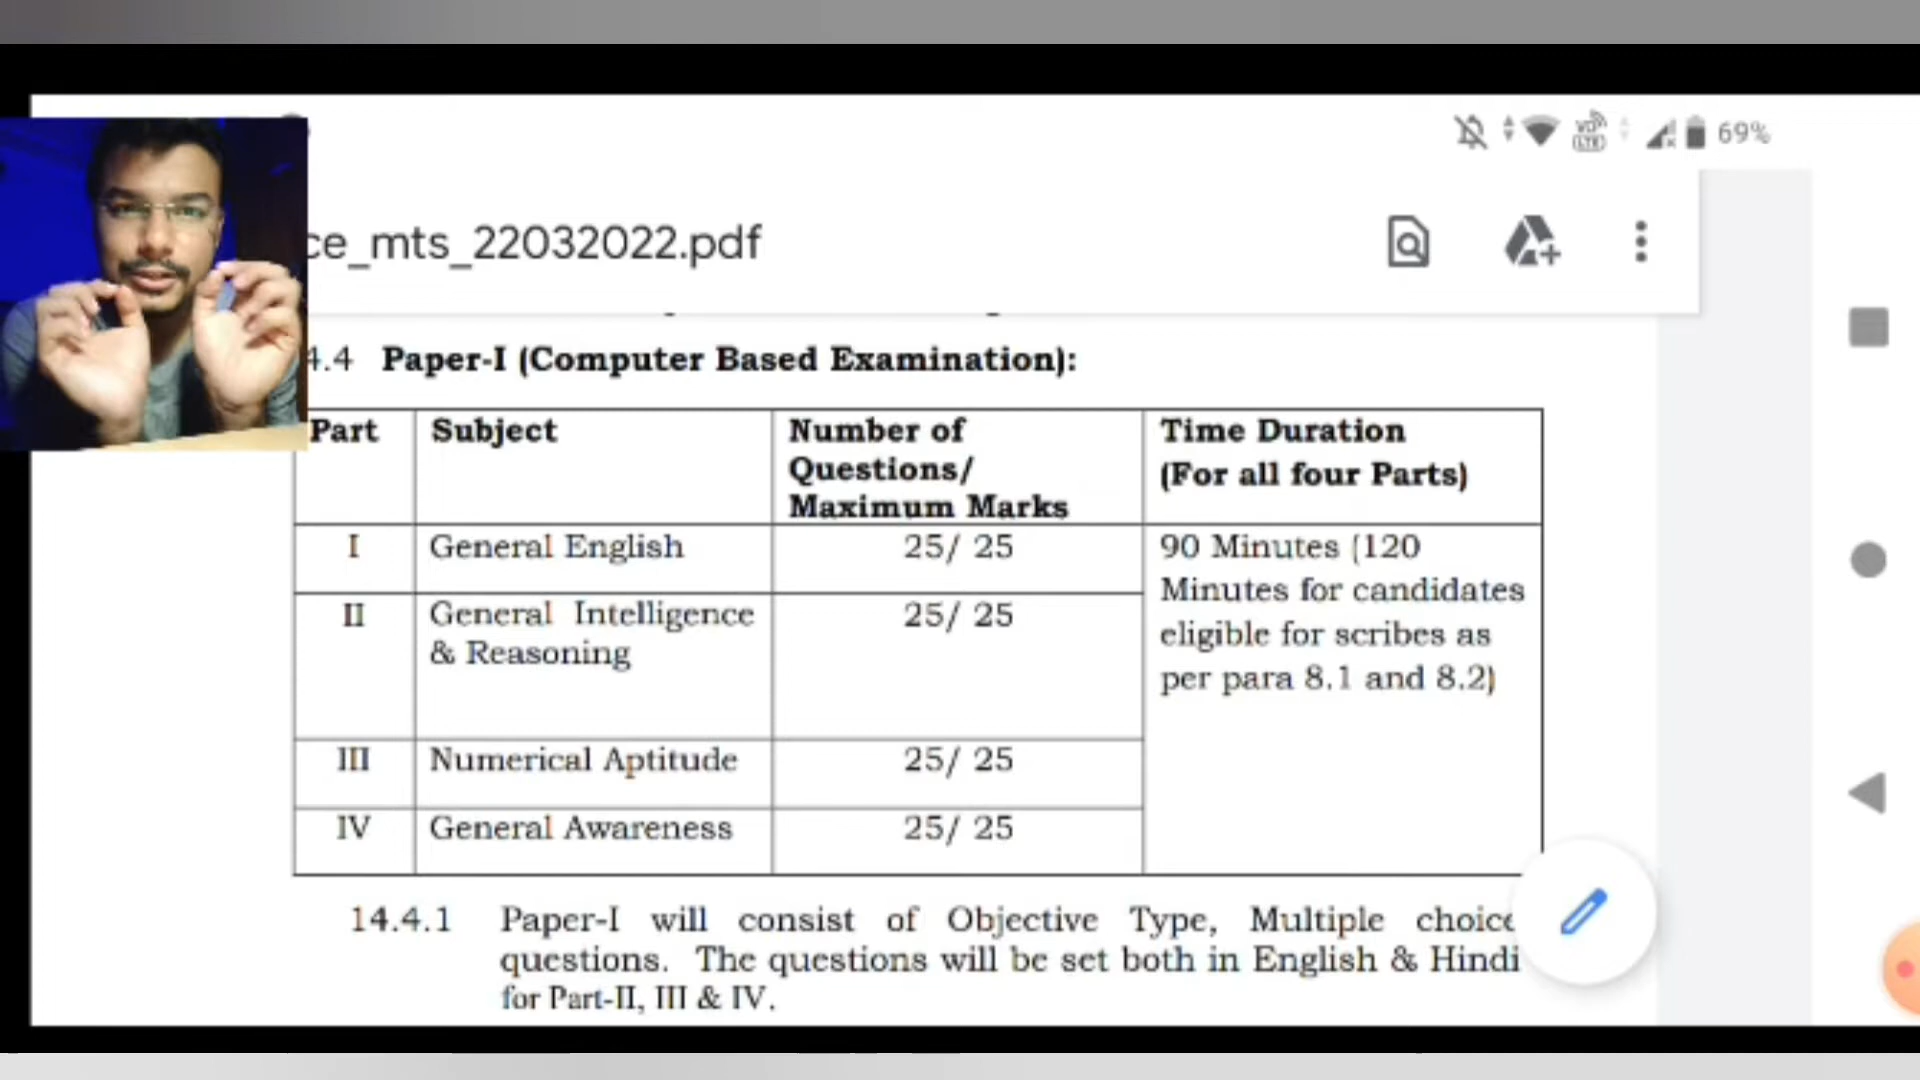 69%
ce_mts_22032022.pdf
4.4 Paper-I (Computer Based Examination):
Part Subject Number of Questions/ Maximum Marks Time Duration (For all four Parts)
I General English 25/ 25 90 Minutes (120 Minutes for candidates eligible for scribes as per para 8.1 and 8.2)
II General Intelligence & Reasoning 25/ 25
III Numerical Aptitude 25/ 25
IV General Awareness 25/ 25
14.4.1 Paper-I will consist of Objective Type, Multiple choice
questions. The questions will be set both in English & Hindi
for Part-II, III & IV.